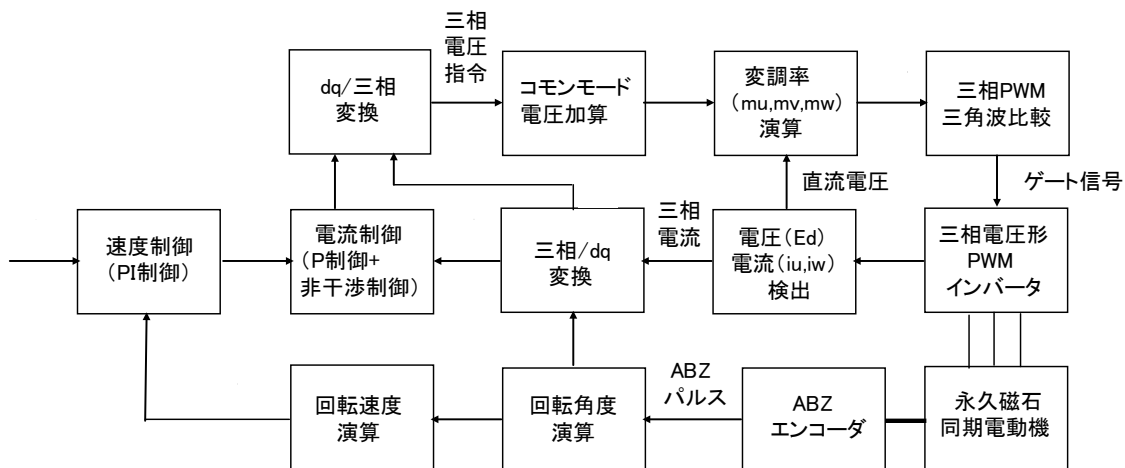 三相
電圧
指令
dq/三相
変換
コモンモード
電圧加算
変調率
(mu,mv,mw)
演算
三相PWM
三角波比較
直流電圧
ゲート信号
速度制御
(PI制御)
電流制御
(P制御+
非干渉制御)
三相/dq
変換
三相
電流
電圧(Ed)
電流(iu,iw)
検出
三相電圧形
PWM
インバータ
回転速度
演算
回転角度
演算
ABZ
パルス
ABZ
エンコーダ
永久磁石
同期電動機